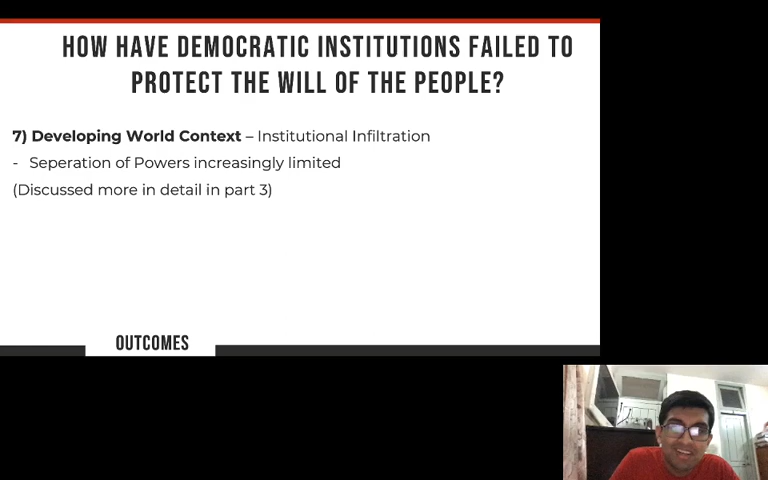 HOW HAVE DEMOCRATIC INSTITUTIONS FAILED TO
PROTECT THE WILL OF THE PEOPLE?
7) Developing World Context – Institutional Infiltration
- Seperation of Powers increasingly limited
(Discussed more in detail in part 3)
OUTCOMES